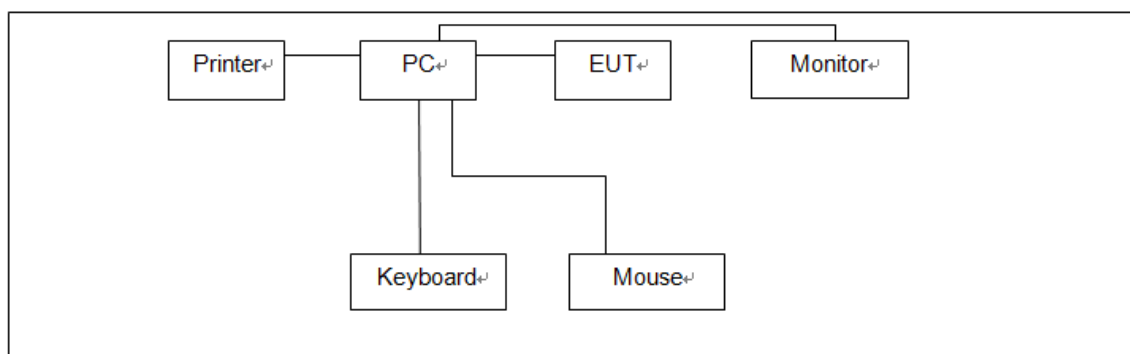 Printer
PC
EUT
Monitor
Keyboard
Mouse